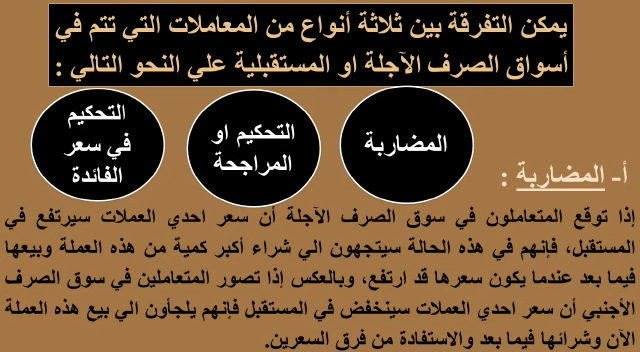 يمكن التفرقة بين ثلاثة أنواع من المعاملات التي تتم في
أسواق الصرف الآجلة او المستقبلية علي النحو التالي :
المضاربة
التحكيم او
المراجحة
التحكيم
في سعر
الفائدة
أ- المضاربة :
إذا توقع المتعاملون في سوق الصرف الآجلة أن سعر احدي العملات سيرتفع في
المستقبل، فإنهم في هذه الحالة سيتجهون الي شراء أكبر كمية من هذه العملة وبيعها
فيما بعد عندما يكون سعرها قد ارتفع، وبالعكس إذا تصور المتعاملين في سوق الصرف
الأجنبي أن سعر احدي العملات سينخفض في المستقبل فإنهم يلجأون الي بيع هذه العملة
الآن وشرائها فيما بعد والاستفادة من فرق السعرين.